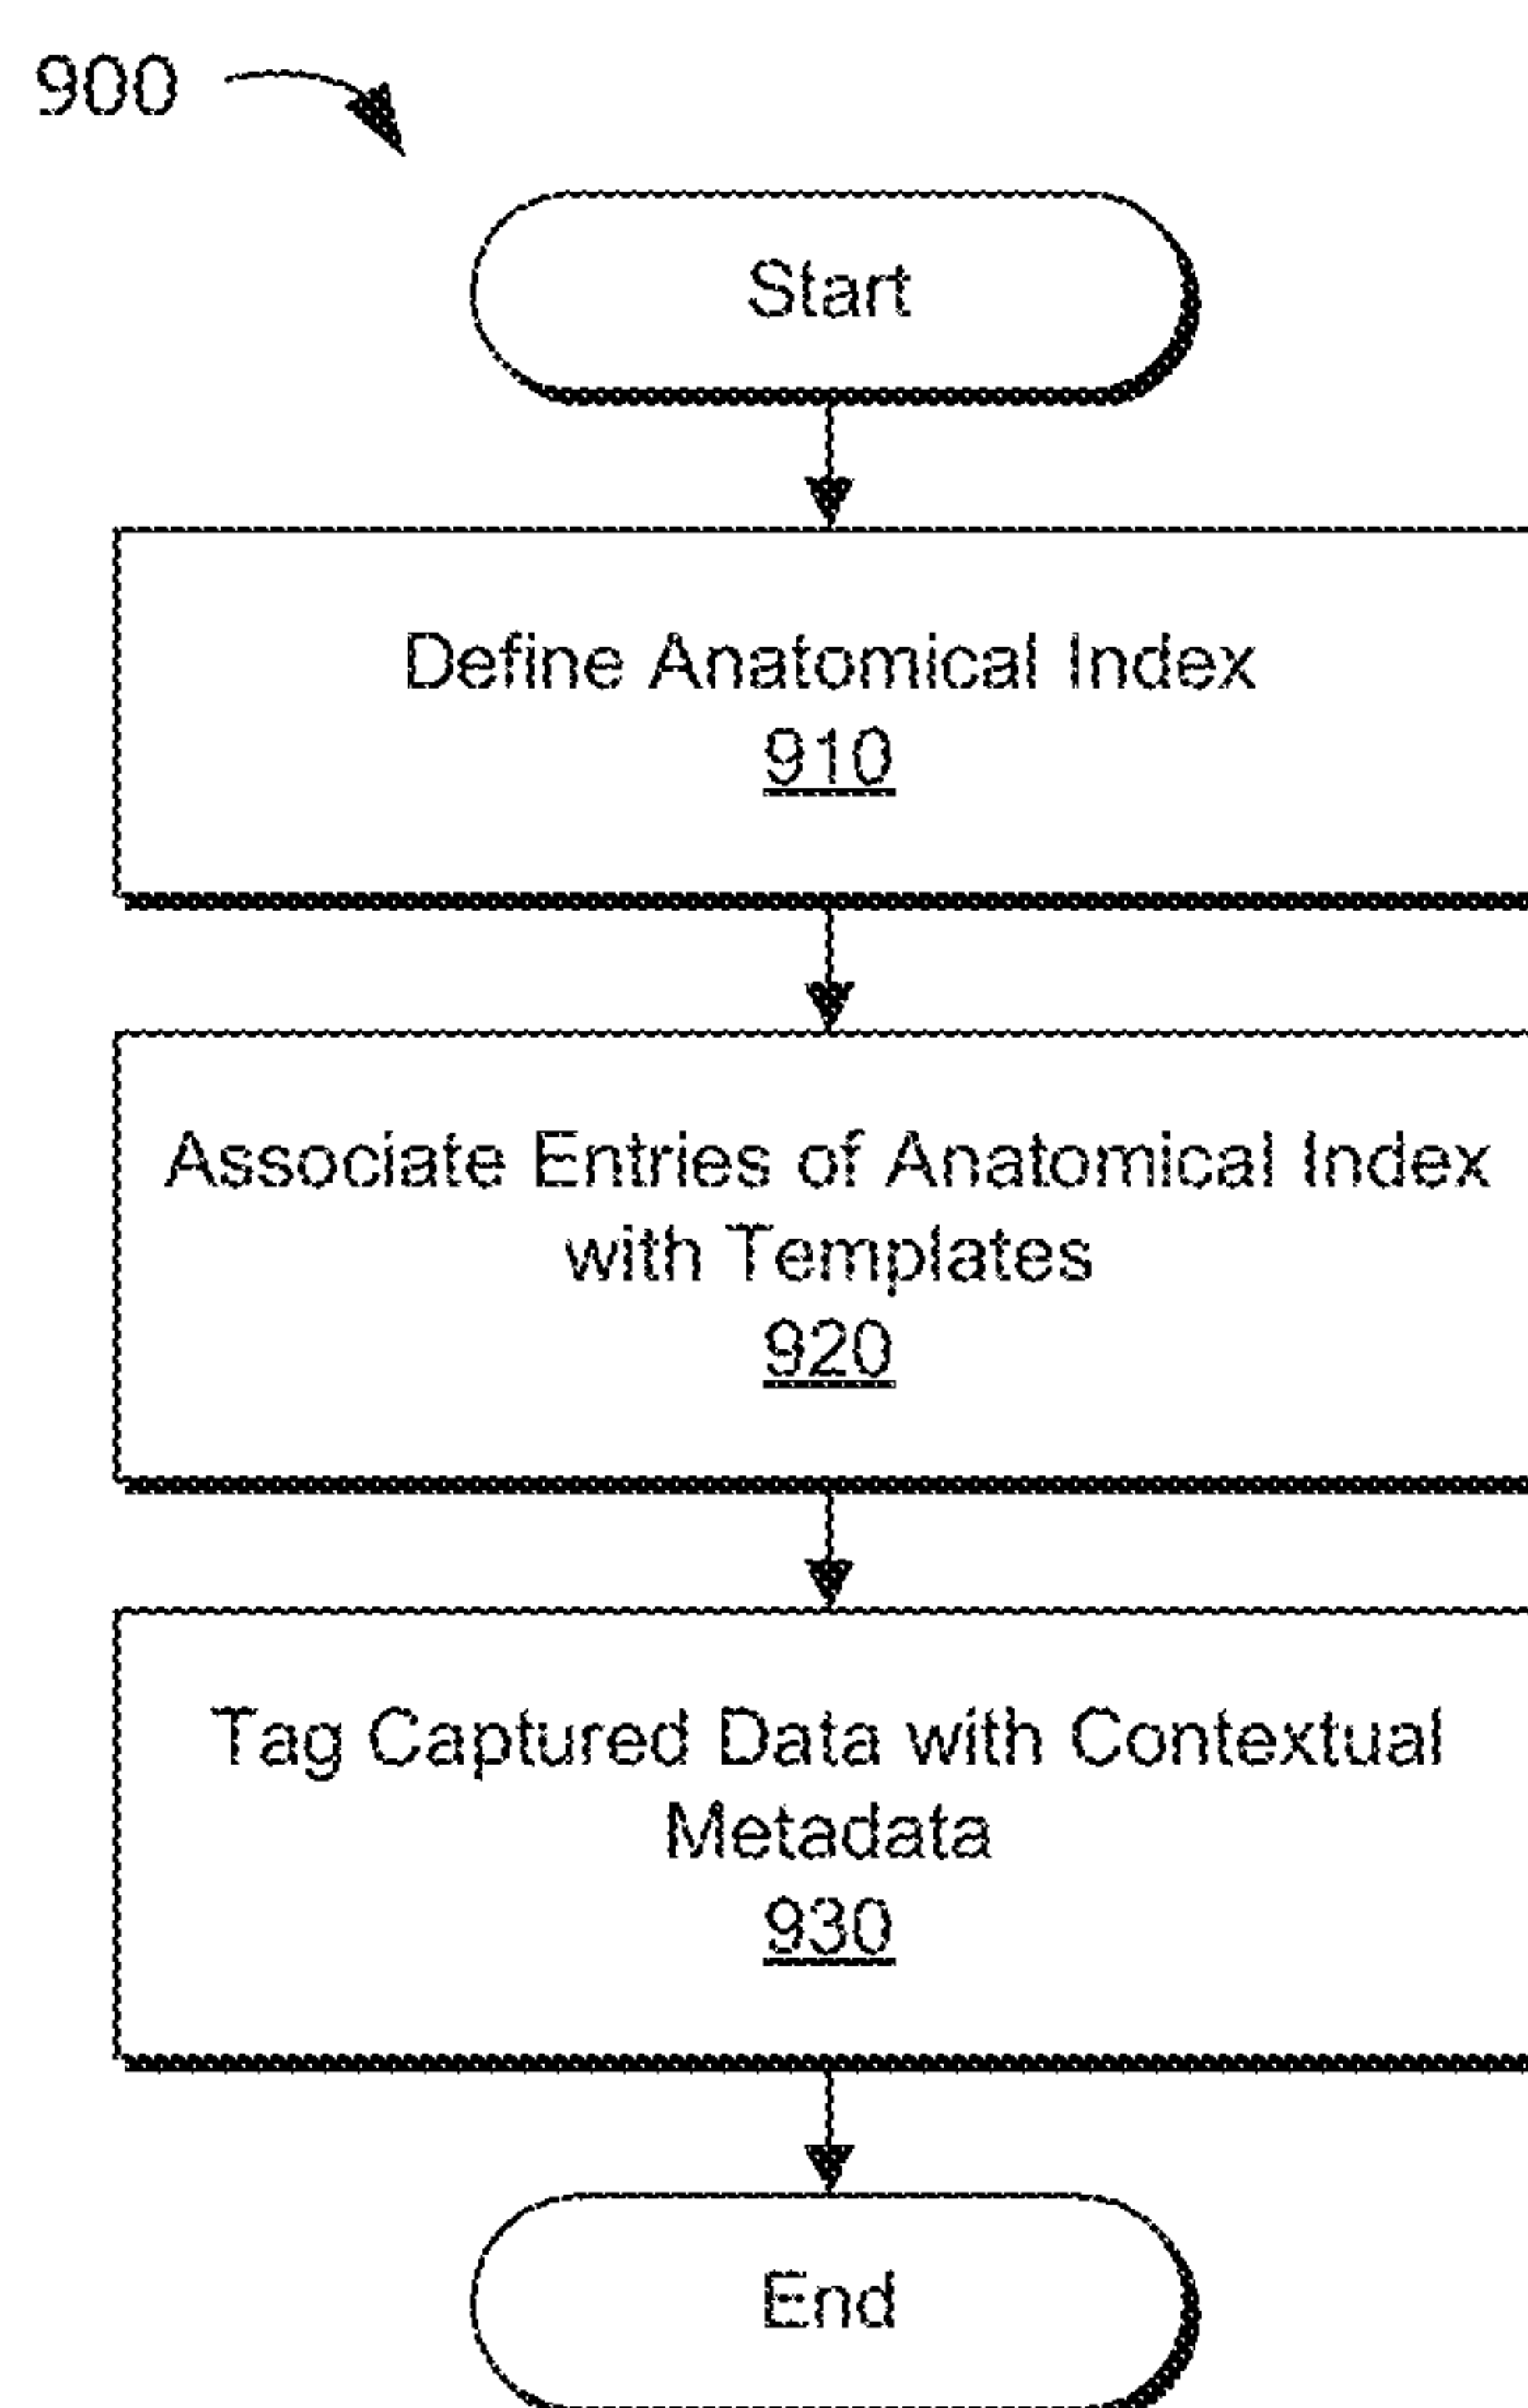 900
Start
Define Anatomical Index
910
Associate Entries of Anatomical Index
with Templates
920
Tag Captured Data with Contextual
Metadata
930
End